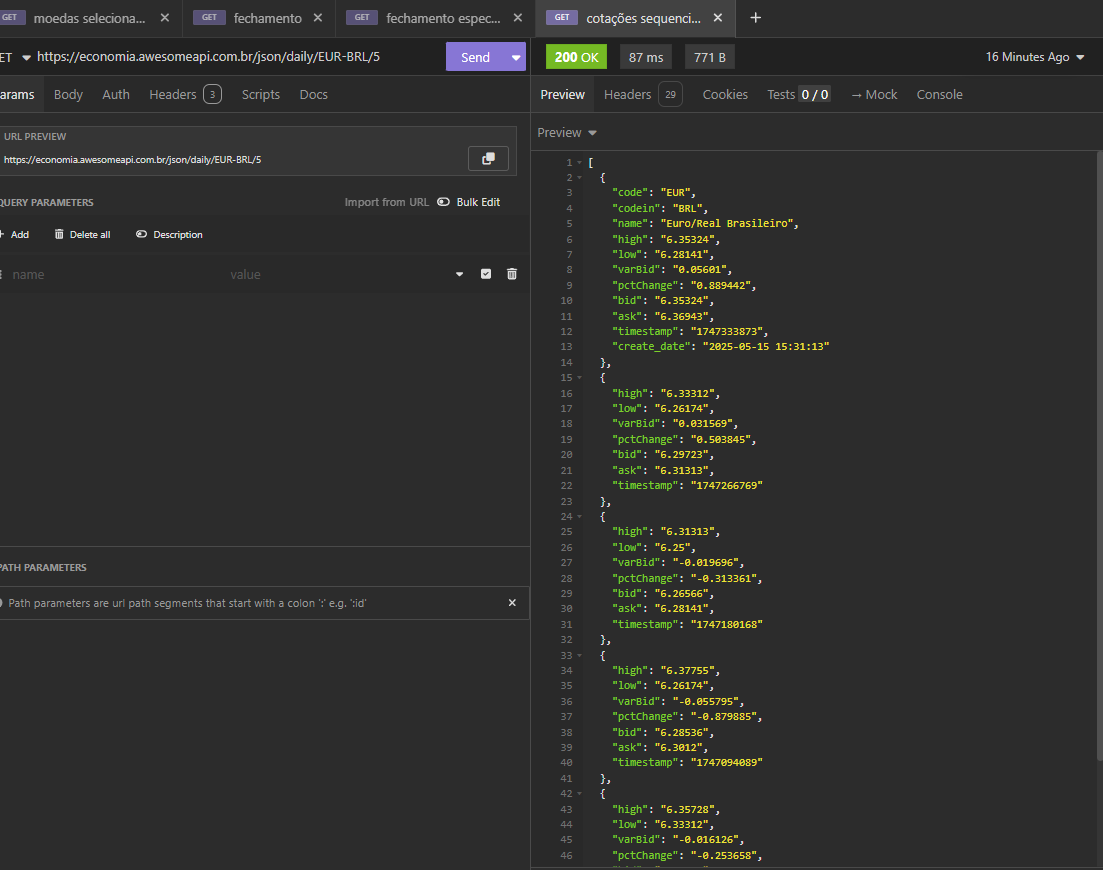 GET moedas seleciona...
GET fechamento
GET fechamento espec...
GET cotações sequenci...
https://economia.awesomeapi.com.br/json/daily/EUR-BRL/5
Send
200 OK
87 ms
771 B
16 Minutes Ago
Body
Auth
Headers 3
Scripts
Docs
Preview
Headers 29
Cookies
Tests 0 / 0
→ Mock
Console
URL PREVIEW
https://economia.awesomeapi.com.br/json/daily/EUR-BRL/5
QUERY PARAMETERS
Import from URL
Bulk Edit
Add
Delete all
Description
name
value
PATH PARAMETERS
Path parameters are url path segments that start with a colon ':' e.g. ':id'
Preview
1 [
2 {
3 "code": "EUR",
4 "codein": "BRL",
5 "name": "Euro/Real Brasileiro",
6 "high": "6.35324",
7 "low": "6.28141",
8 "varBid": "0.05601",
9 "pctChange": "0.889442",
10 "bid": "6.35324",
11 "ask": "6.36943",
12 "timestamp": "1747333873",
13 "create_date": "2025-05-15 15:31:13"
14 },
15 {
16 "high": "6.33312",
17 "low": "6.26174",
18 "varBid": "0.031569",
19 "pctChange": "0.503845",
20 "bid": "6.29723",
21 "ask": "6.31313",
22 "timestamp": "1747266769"
23 },
24 {
25 "high": "6.31313",
26 "low": "6.25",
27 "varBid": "-0.019696",
28 "pctChange": "-0.313361",
29 "bid": "6.26566",
30 "ask": "6.28141",
31 "timestamp": "1747180168"
32 },
33 {
34 "high": "6.37755",
35 "low": "6.26174",
36 "varBid": "-0.055795",
37 "pctChange": "-0.879885",
38 "bid": "6.28536",
39 "ask": "6.3012",
40 "timestamp": "1747094089"
41 },
42 {
43 "high": "6.35728",
44 "low": "6.33312",
45 "varBid": "-0.016126",
46 "pctChange": "-0.253658",